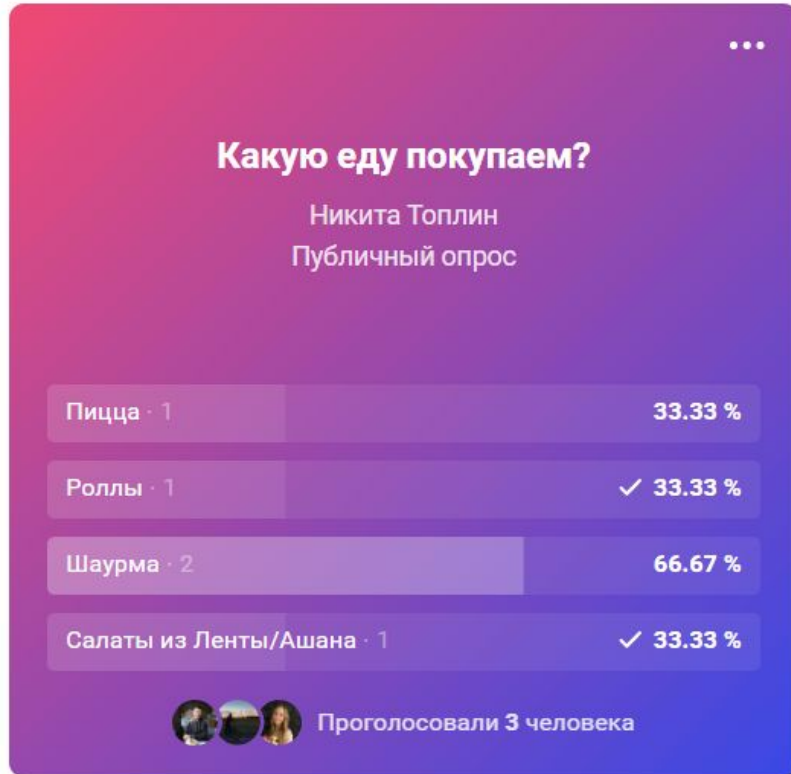 Какую еду покупаем?
Никита Топлин
Публичный опрос
Пицца · 1 33.33 %
Роллы · 1 33.33 %
Шаурма · 2 66.67 %
Салаты из Ленты/Ашана · 1 33.33 %
Проголосовали 3 человека